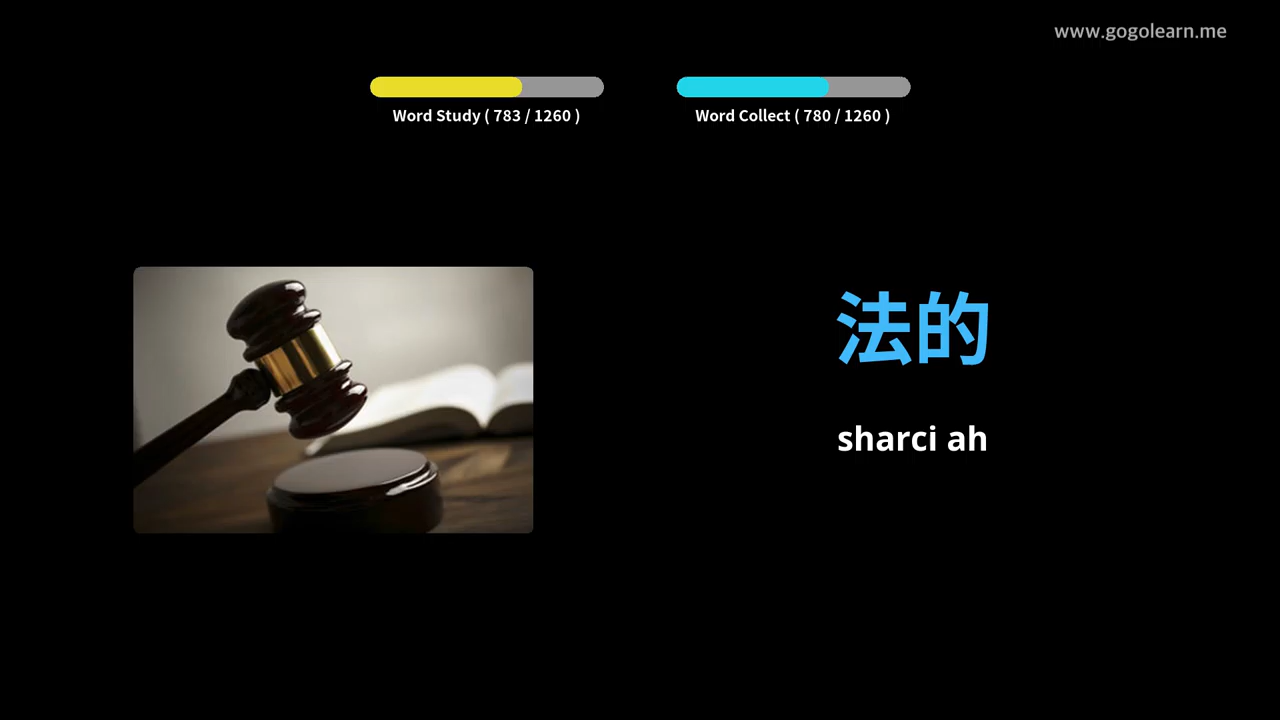 www.gogolearn.me
Word Study ( 783 / 1260 )
Word Collect ( 780 / 1260 )
法的
sharci ah